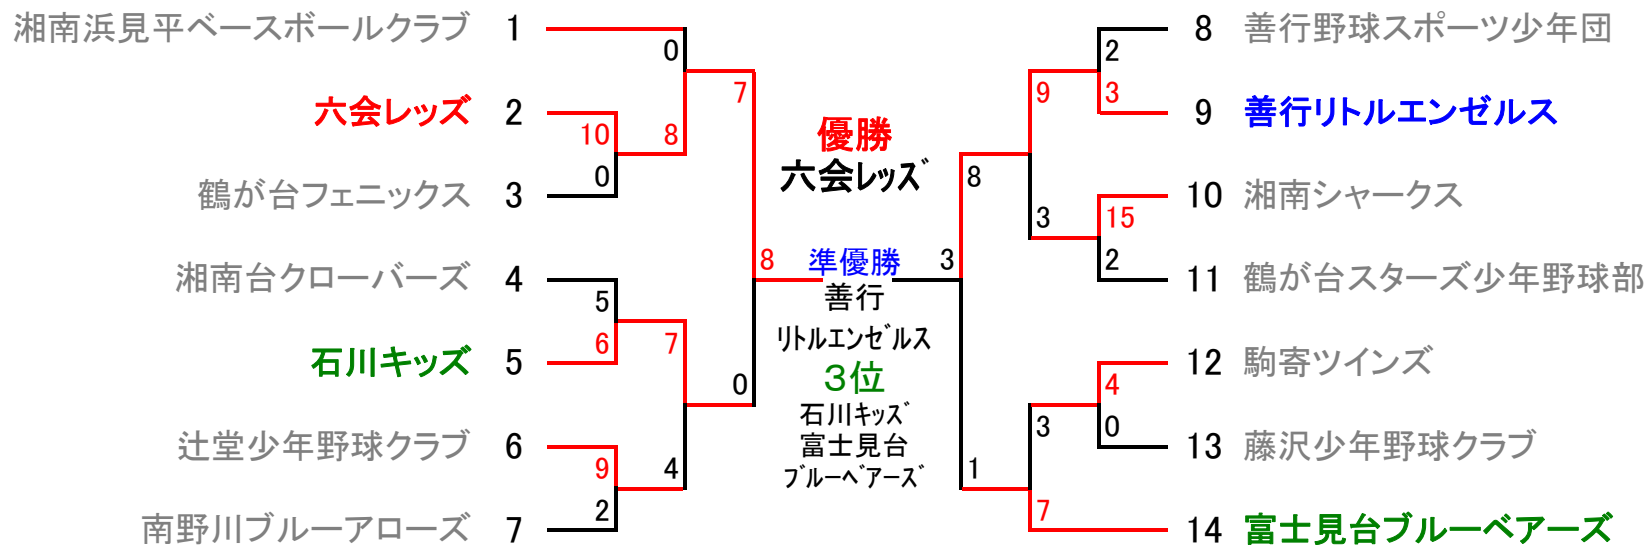 湘南浜見平ベースボールクラブ 1
0
7
六会レッズ 2
10
8
0
鶴が台フェニックス 3
湘南台クローバーズ 4
5
8
石川キッズ 5
6
7
0
辻堂少年野球クラブ 6
9
4
2
南野川ブルーアローズ 7
優勝
六会レッズ
準優勝
善行
リトルエンゼルス
3位
石川キッズ
富士見台
ブルーベアーズ
8 善行野球スポーツ少年団
2
9
3
9 善行リトルエンゼルス
8
10 湘南シャークス
3
15
2
3
11 鶴が台スターズ少年野球部
12 駒寄ツインズ
4
3
0
13 藤沢少年野球クラブ
1
7
14 富士見台ブルーベアーズ